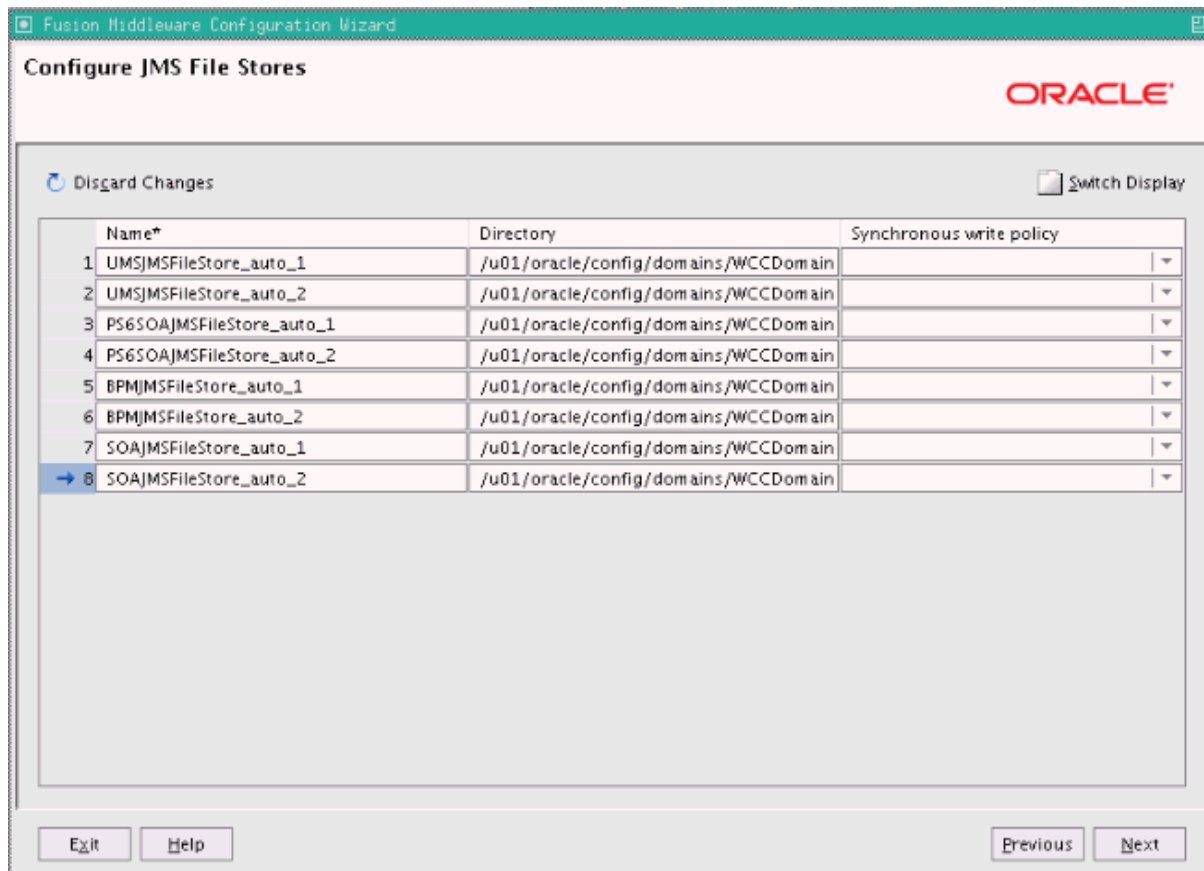 Fusion Middleware Configuration Wizard
Configure JMS File Stores
ORACLE
Discard Changes
Switch Display
Name* Directory Synchronous write policy
1 UMSJMSFileStore_auto_1 /u01/oracle/config/domains/WCCDomain
2 UMSJMSFileStore_auto_2 /u01/oracle/config/domains/WCCDomain
3 PS6SOAJMSFileStore_auto_1 /u01/oracle/config/domains/WCCDomain
4 PS6SOAJMSFileStore_auto_2 /u01/oracle/config/domains/WCCDomain
5 BPMJMSFileStore_auto_1 /u01/oracle/config/domains/WCCDomain
6 BPMJMSFileStore_auto_2 /u01/oracle/config/domains/WCCDomain
7 SOAJMSFileStore_auto_1 /u01/oracle/config/domains/WCCDomain
8 SOAJMSFileStore_auto_2 /u01/oracle/config/domains/WCCDomain
Exit Help Previous Next